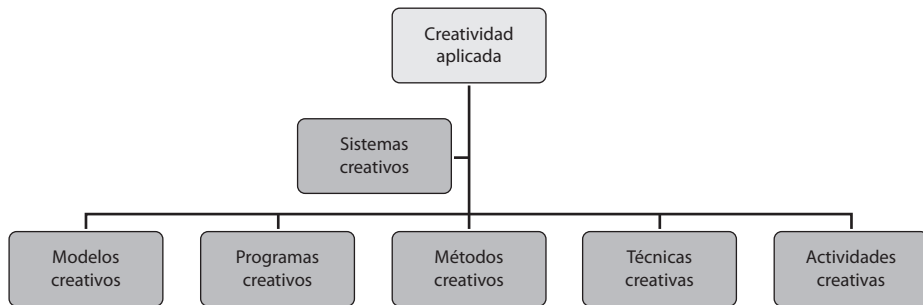 Creatividad
aplicada
Sistemas
creativos
Modelos
creativos
Programas
creativos
Métodos
creativos
Técnicas
creativas
Actividades
creativas